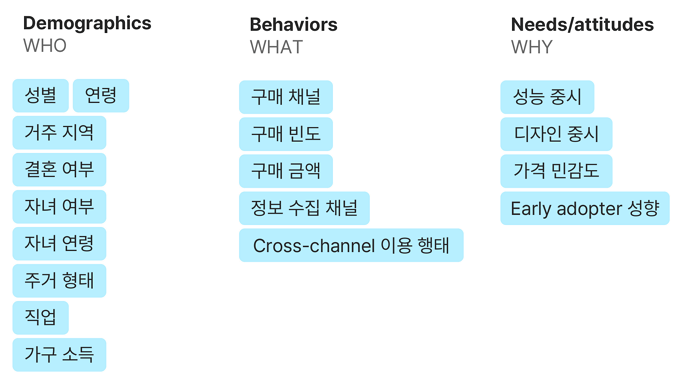 Demographics
WHO
성별
연령
거주 지역
결혼 여부
자녀 여부
자녀 연령
주거 형태
직업
가구 소득
Behaviors
WHAT
구매 채널
구매 빈도
구매 금액
정보 수집 채널
Cross-channel 이용 행태
Needs/attitudes
WHY
성능 중시
디자인 중시
가격 민감도
Early adopter 성향